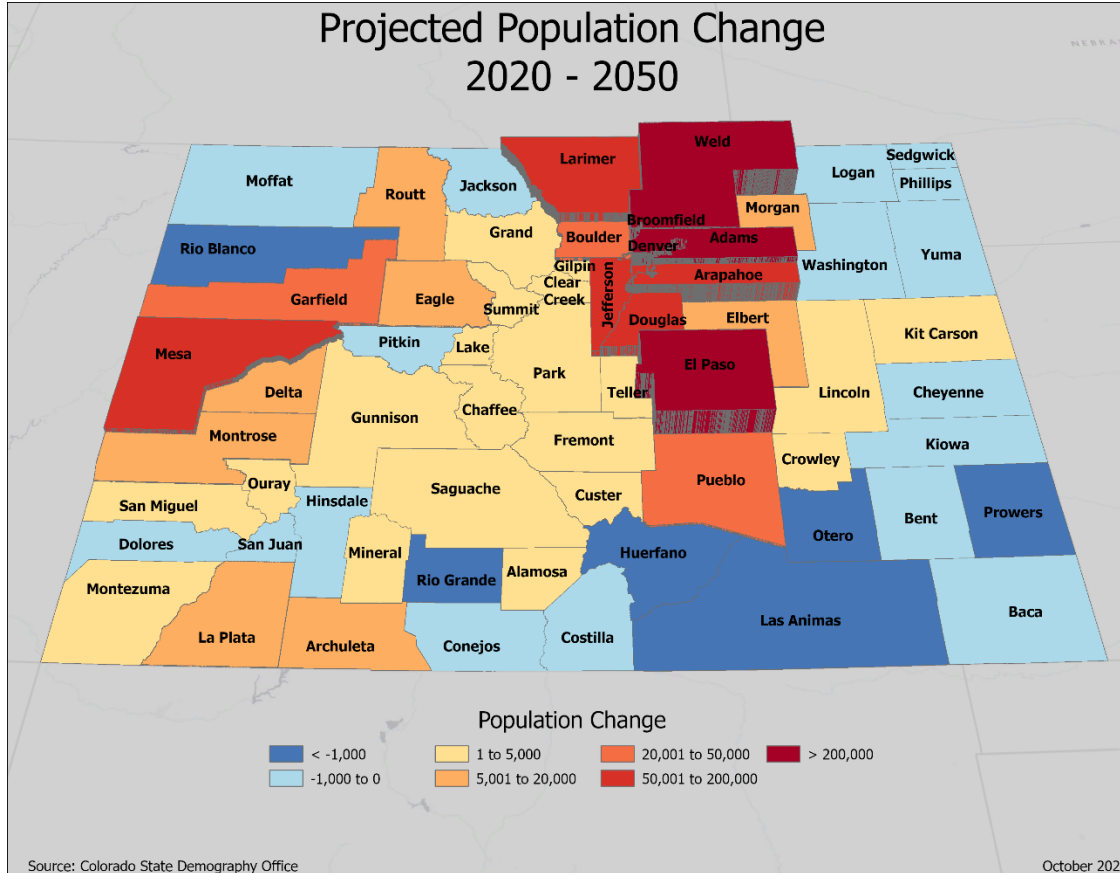 Projected Population Change
2020 - 2050
NEBRAS
Weld
Larimer
Sedgwick
Logan
Moffat
Jackson
Phillips
Routt
Morgan
Broomfield
Grand
Boulder
Adams
Denver
Rio Blanco
Yuma
Washington
Gilpin
Arapahoe
Clear
Creek
Garfield
Eagle
Jefferson
Summit
Douglas
Elbert
Kit Carson
Pitkin
Lake
Mesa
El Paso
Park
Delta
Teller
Lincoln
Cheyenne
Chaffee
Gunnison
Montrose
Fremont
Kiowa
Crowley
Pueblo
Ouray
Saguache
Hinsdale
Custer
San Miguel
Prowers
Bent
Otero
Dolores
San Juan
Mineral
Huerfano
Alamosa
Rio Grande
Montezuma
Baca
Las Animas
La Plata
Costilla
Archuleta
Conejos
Population Change
< -1,000
1 to 5,000
20,001 to 50,000
> 200,000
-1,000 to 0
5,001 to 20,000
50,001 to 200,000
Source: Colorado State Demography Office
October 202